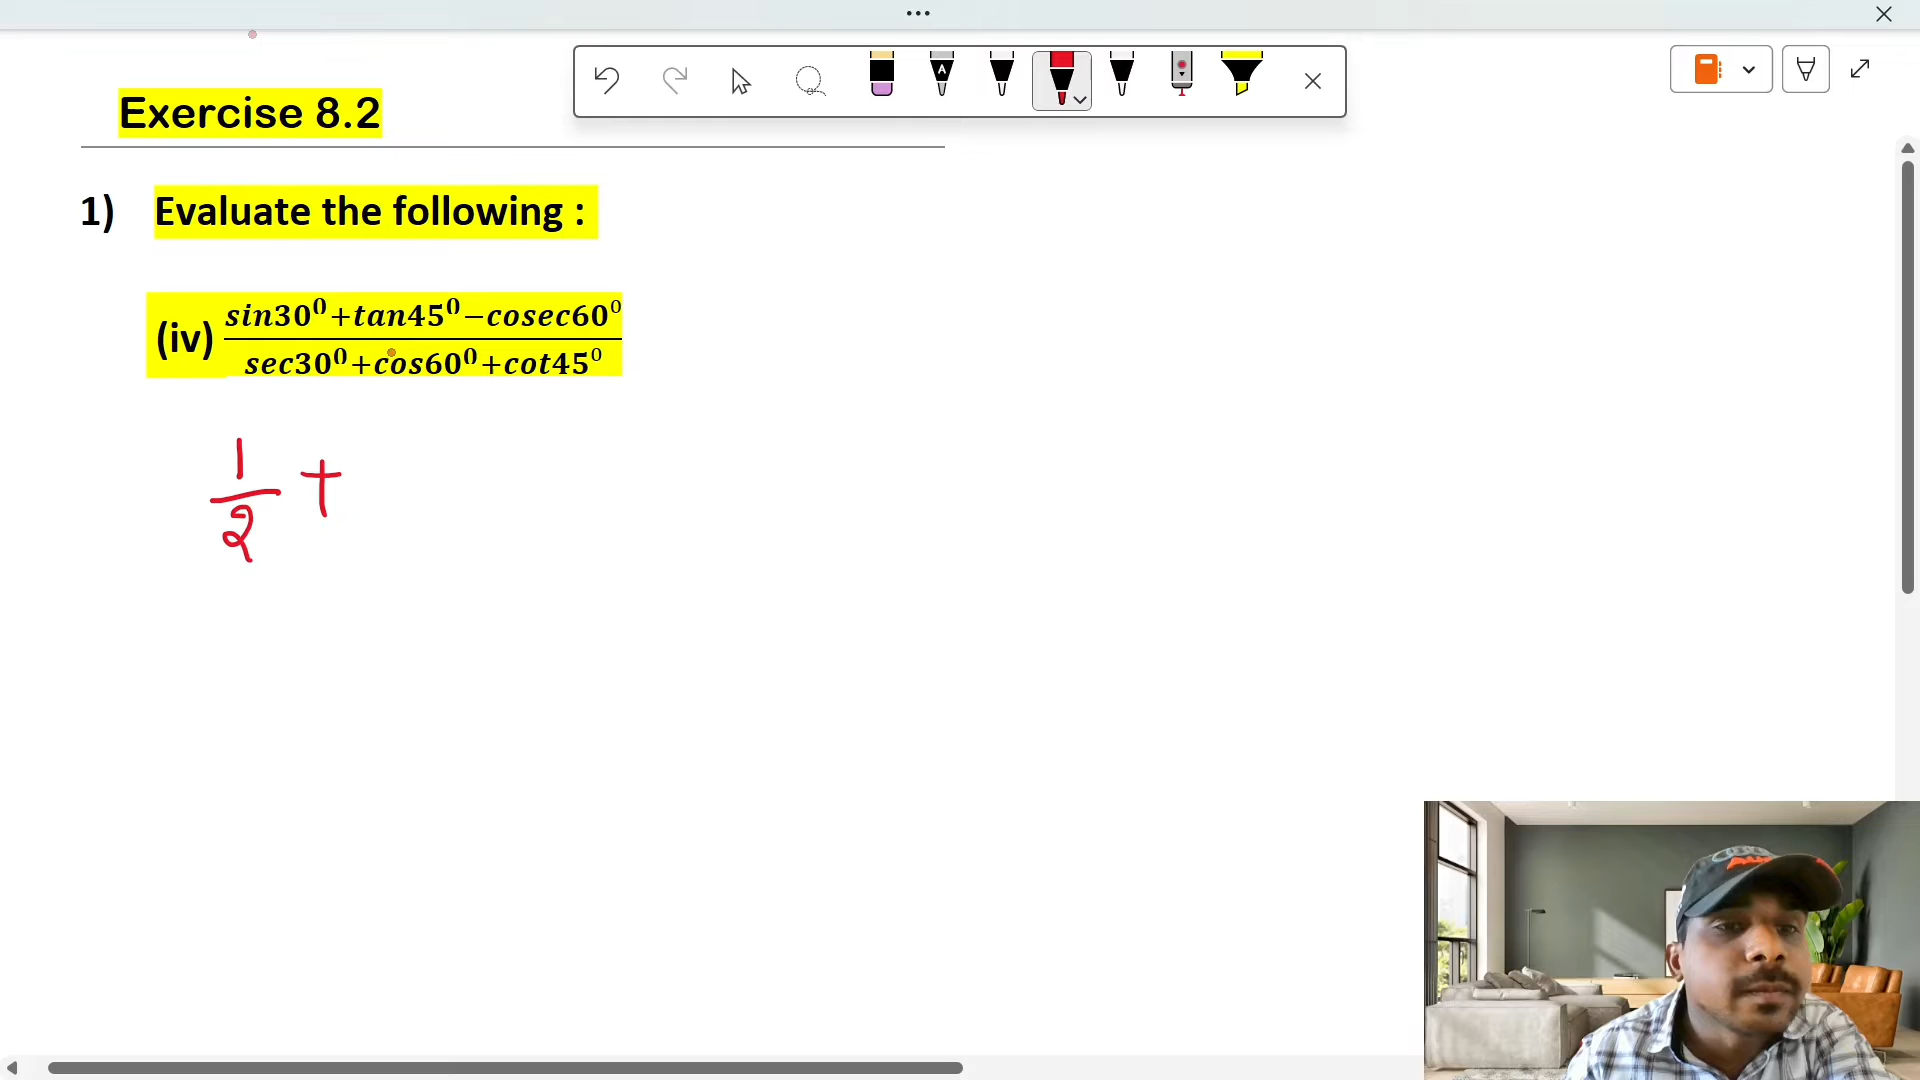 Exercise 8.2
1) Evaluate the following :
(iv) sin30⁰+tan45⁰−cosec60⁰
sec30⁰+cos60⁰+cot45⁰
1 +
2